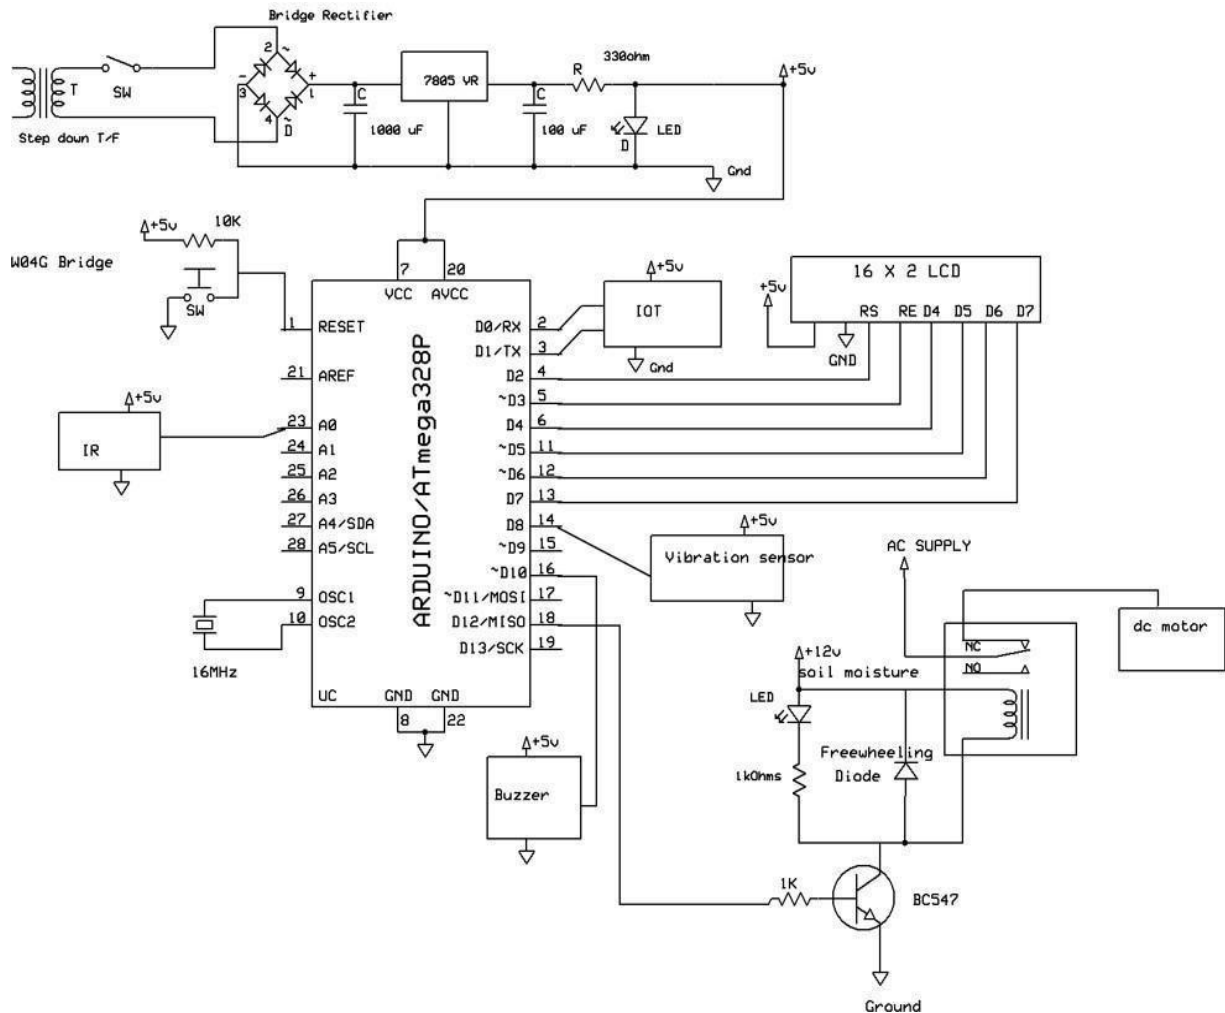 Bridge Rectifier
2
~
-
3
+
1
4
~
D
T
SW
Step down T/F
C
1000 uF
7805 VR
C
100 uF
330ohm
R
LED
D
+5v
Gnd
W04G Bridge
+5v
10K
SW
7
20
VCC
AVCC
ARDUINO/ATmega328P
1
RESET
21
AREF
23
A0
24
A1
25
A2
26
A3
27
A4/SDA
28
A5/SCL
9
OSC1
10
OSC2
UC
GND
GND
8
22
D0/RX
2
D1/TX
3
D2
4
~D3
5
D4
6
~D5
11
~D6
12
D7
13
D8
14
~D9
15
~D10
16
~D11/MOSI
17
D12/MISO
18
D13/SCK
19
+5v
IR
16MHz
+5v
IOT
Gnd
16 X 2 LCD
+5v
RS
RE
D4
D5
D6
D7
GND
+5v
Vibration sensor
AC SUPPLY
dc motor
NC
NO
+12v
soil moisture
LED
Freewheeling
Diode
1kOhms
+5v
Buzzer
1K
BC547
Ground